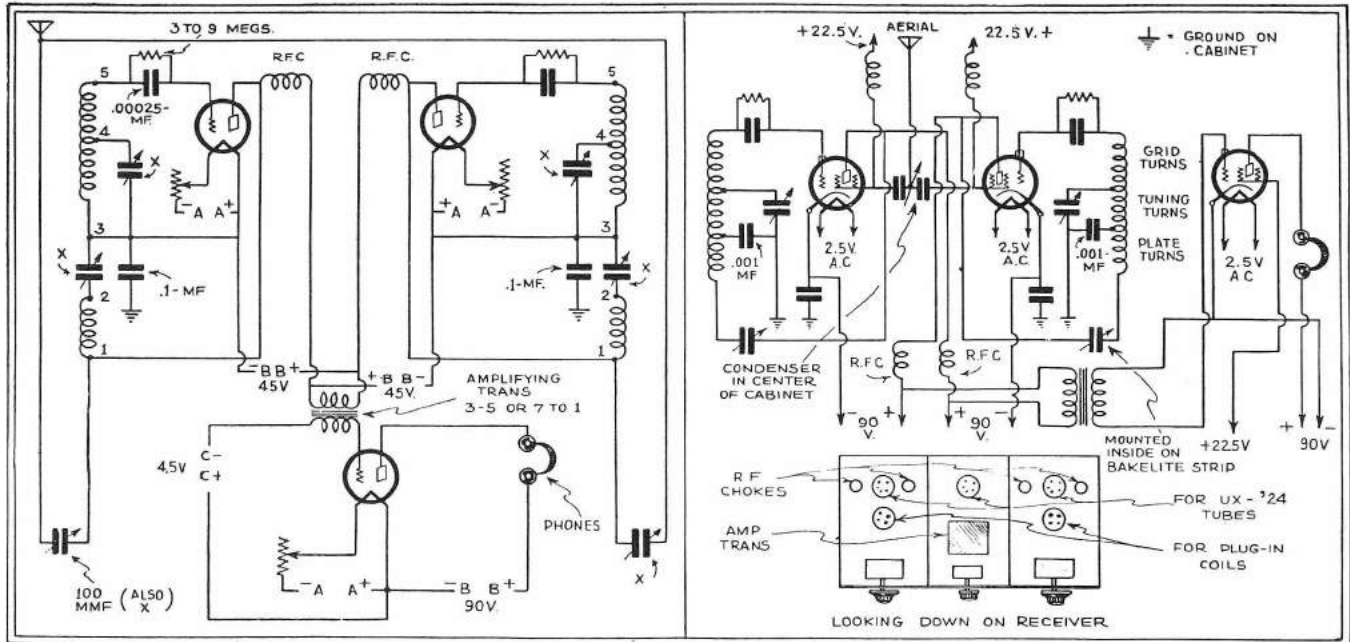 3 TO 9 MEGS.
R.F.C
R.F.C.
5
5
.00025-
MF.
4
4
X
X
- A A+
+ A A-
3
3
X
X
.1-MF
.1-MF.
2
2
1
1
-B B+
45V
+B B-
45V.
AMPLIFYING
TRANS
3-5 OR 7 TO 1
C-
4.5V
C+
PHONES
- A A+
-B B+
90V.
100
MMF (ALSO
X)
X
+22.5V.
AERIAL
22.5V. +
= GROUND ON
CABINET
GRID
TURNS
TUNING
TURNS
PLATE
TURNS
.001
MF
2.5V.
A.C
2.5V
A.C.
.001-
MF
2.5V
A C
CONDENSER
IN CENTER
OF CABINET
R.F.C
R.F.C
- 90 +
V.
+ 90 -
V.
MOUNTED
INSIDE ON
BAKELITE STRIP
+22.5V
+ -
90V
R F
CHOKES
AMP
TRANS
FOR UX-'24
TUBES
FOR PLUG-IN
COILS
LOOKING DOWN ON RECEIVER